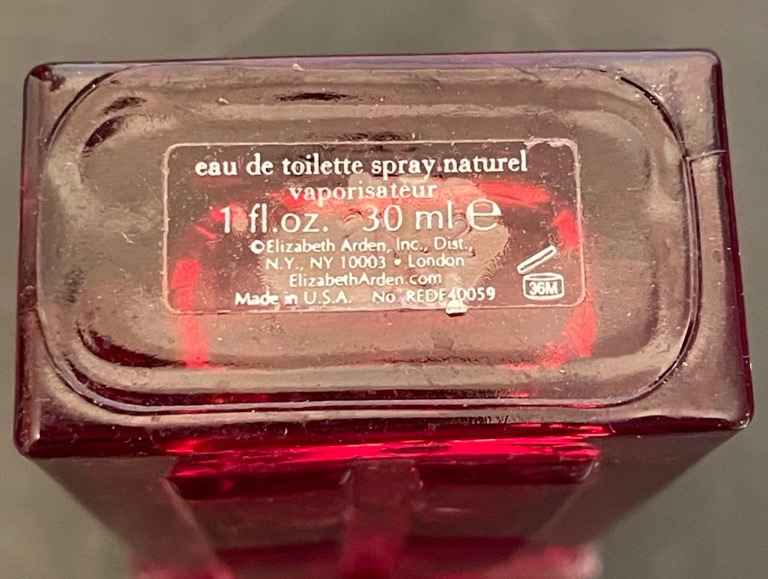 eau de toilette spray naturel
vaporisateur
1 fl.oz. 30 ml ℮
©Elizabeth Arden, Inc., Dist.,
N.Y., NY 10003 • London
ElizabethArden.com
Made in U.S.A. No. REDF40059
36M